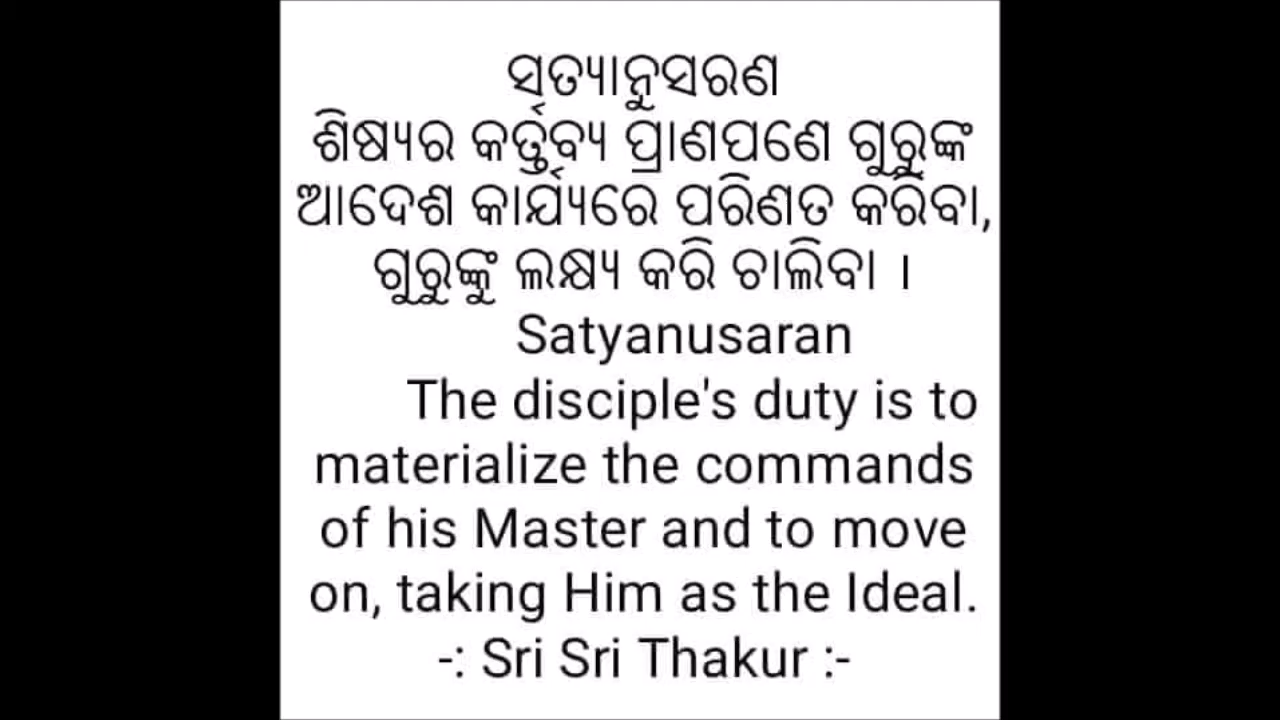 ସତ୍ୟାନୁସରଣ
ଶିଷ୍ୟର କର୍ତ୍ତବ୍ୟ ପ୍ରାଣପଣେ ଗୁରୁଙ୍କ
ଆଦେଶ କାର୍ଯ୍ୟରେ ପରିଣତ କରିବା,
ଗୁରୁଙ୍କୁ ଲକ୍ଷ୍ୟ କରି ଚାଲିବା ।
Satyanusaran
The disciple's duty is to
materialize the commands
of his Master and to move
on, taking Him as the Ideal.
-: Sri Sri Thakur :-